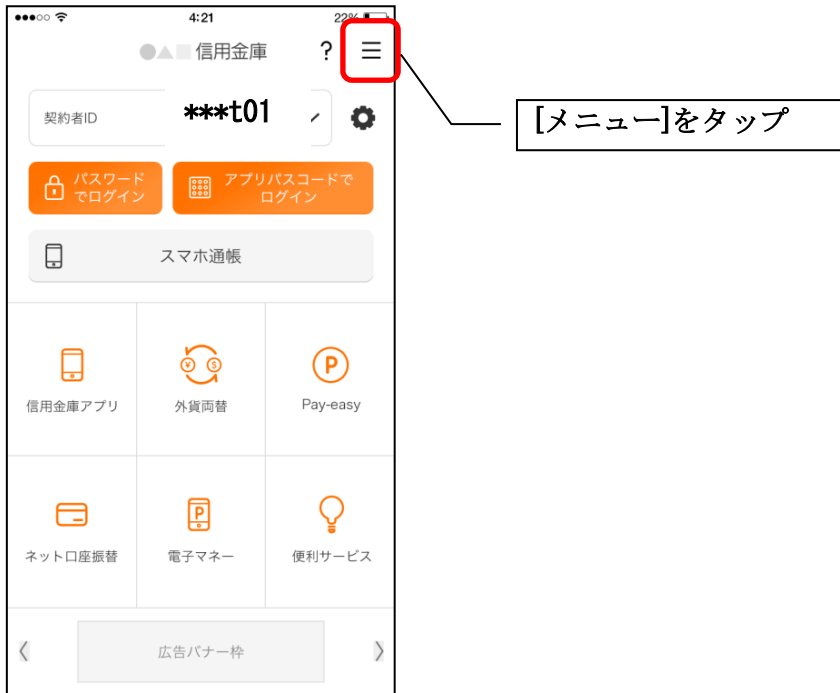 4:21
22%
●▲■ 信用金庫
?
契約者ID
***t01
[メニュー]をタップ
パスワード
でログイン
アプリパスコードで
ログイン
スマホ通帳
信用金庫アプリ
外貨両替
Pay-easy
ネット口座振替
電子マネー
便利サービス
広告バナー枠